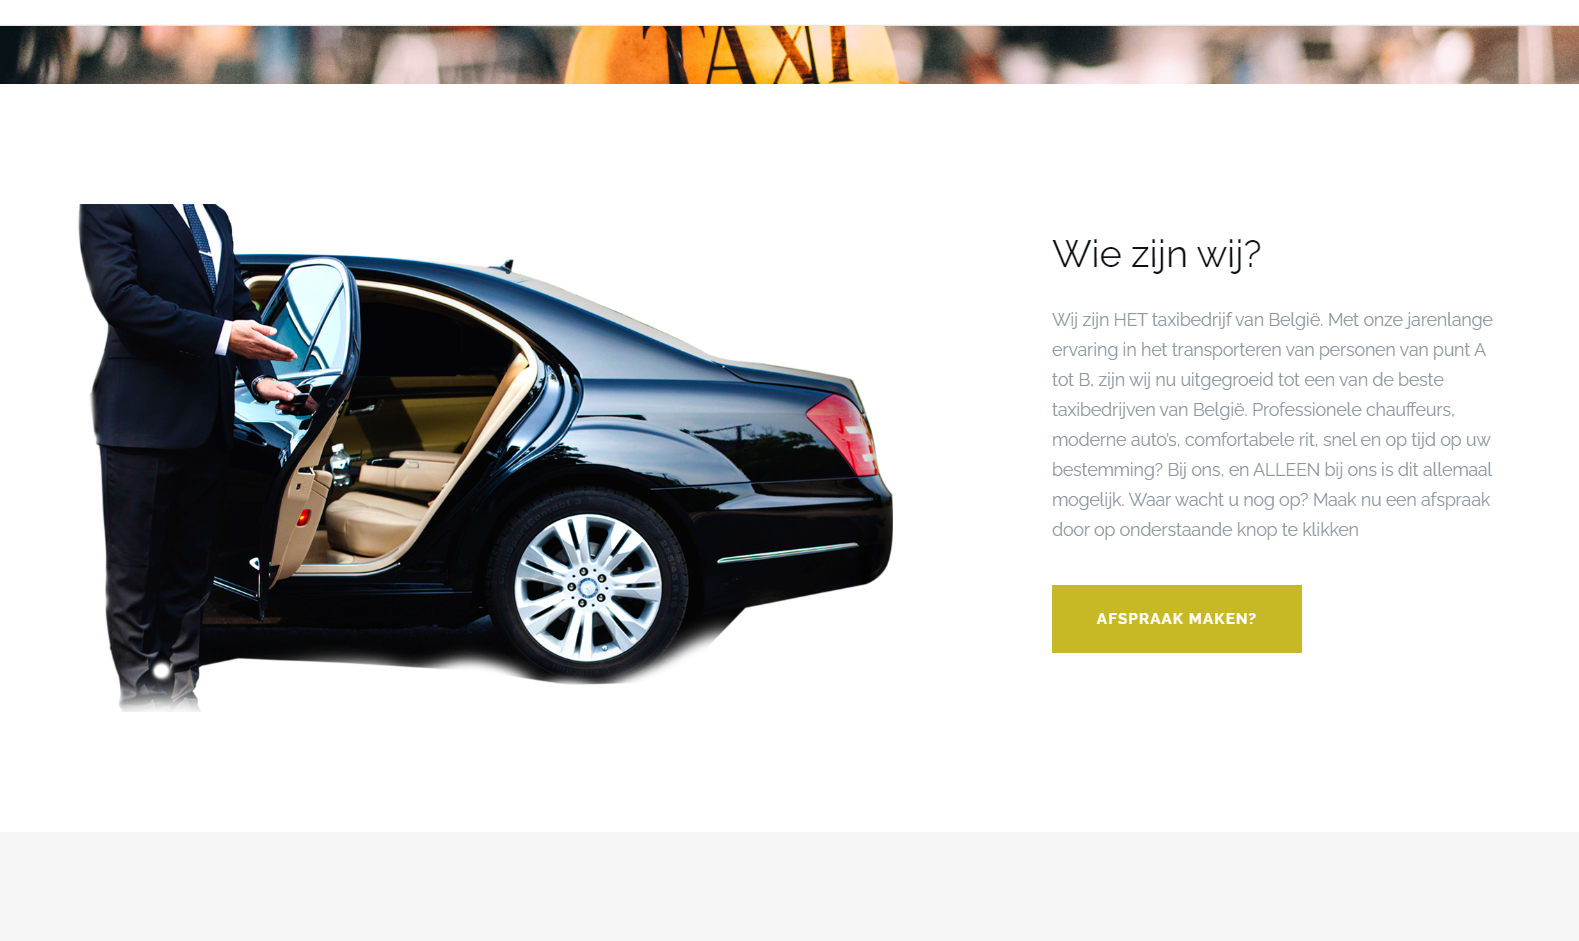 TAXI
Wie zijn wij?
Wij zijn HET taxibedrijf van België. Met onze jarenlange
ervaring in het transporteren van personen van punt A
tot B, zijn wij nu uitgegroeid tot een van de beste
taxibedrijven van België. Professionele chauffeurs,
moderne auto's, comfortabele rit, snel en op tijd op uw
bestemming? Bij ons, en ALLEEN bij ons is dit allemaal
mogelijk. Waar wacht u nog op? Maak nu een afspraak
door op onderstaande knop te klikken
AFSPRAAK MAKEN?